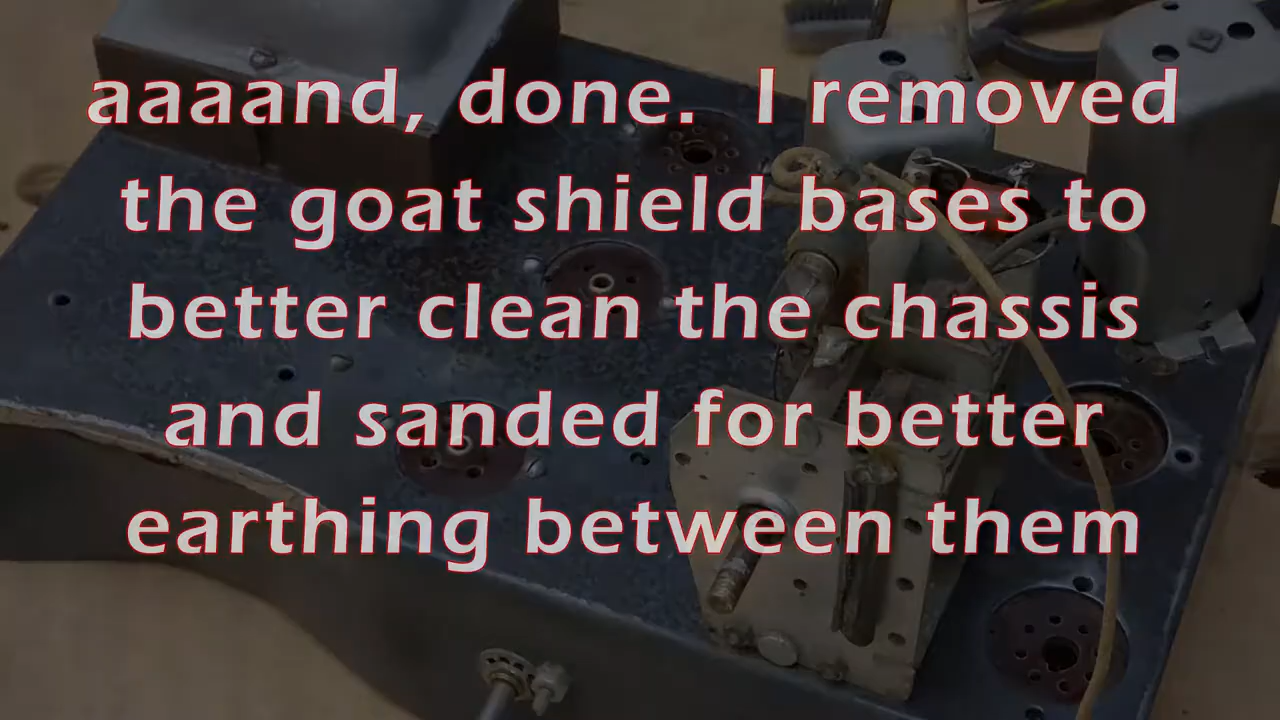 aaaand, done.  I removed
the goat shield bases to
better clean the chassis
and sanded for better
earthing between them